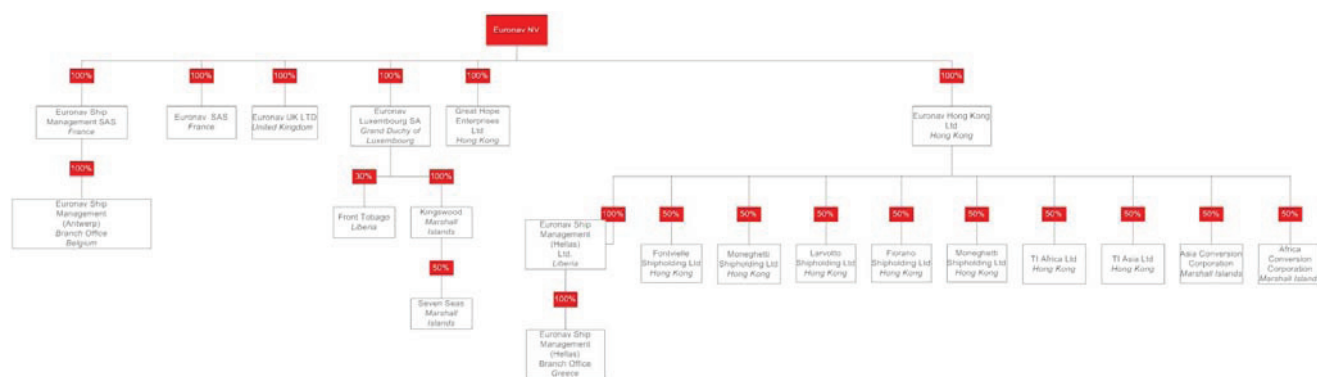 Euronav NV
100%
100%
100%
100%
100%
100%
Euronav Ship
Management SAS
France
Euronav SAS
France
Euronav UK LTD
United Kingdom
Euronav
Luxembourg SA
Grand Duchy of
Luxembourg
Great Hope
Enterprises
Ltd
Hong Kong
Euronav Hong Kong
Ltd
Hong Kong
100%
Euronav Ship
Management
(Antwerp)
Branch Office
Belgium
30%
100%
Front Tobago
Liberia
Kingswood
Marshall
Islands
50%
Seven Seas
Marshall
Islands
100%
50%
50%
50%
50%
50%
50%
50%
50%
50%
Euronav Ship
Management
(Hellas)
Ltd.
Liberia
Fontvielle
Shipholding Ltd
Hong Kong
Moneghetti
Shipholding Ltd
Hong Kong
Larvotto
Shipholding Ltd
Hong Kong
Fiorano
Shipholding Ltd
Hong Kong
Moneghetti
Shipholding Ltd
Hong Kong
TI Africa Ltd
Hong Kong
TI Asia Ltd
Hong Kong
Asia Conversion
Corporation
Marshall Islands
Africa
Conversion
Corporation
Marshall Islands
100%
Euronav Ship
Management
(Hellas)
Branch Office
Greece